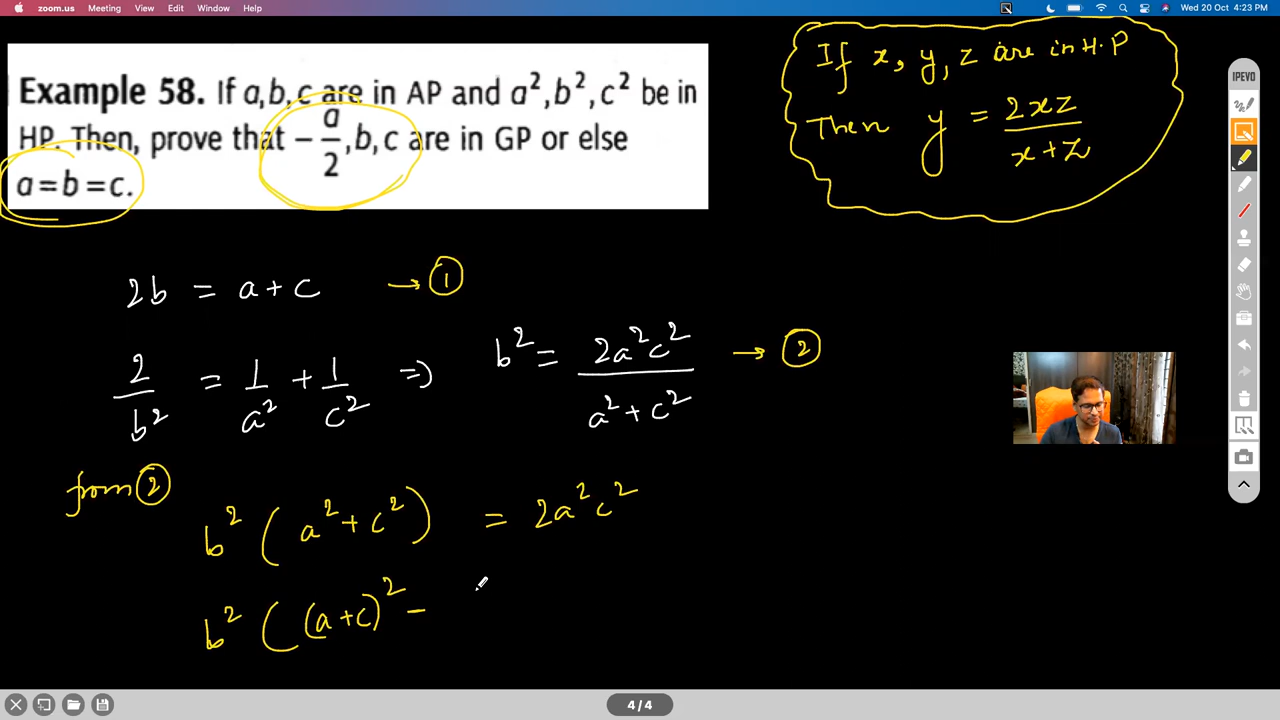 zoom.us Meeting View Edit Window Help Wed 20 Oct 4:23 PM
Example 58. If a,b,c are in AP and a², b², c² be in
HP. Then, prove that −a/2, b, c are in GP or else
a = b = c.
If x, y, z are in H.P
Then y = 2xz/x+z
IPEVO
2b = a+c → ①
2/b² = 1/a² + 1/c² ⇒ b² = 2a²c²/a²+c² → ②
from ②
b² ( a² + c² ) = 2a²c²
b² ( (a+c)² −
4/4